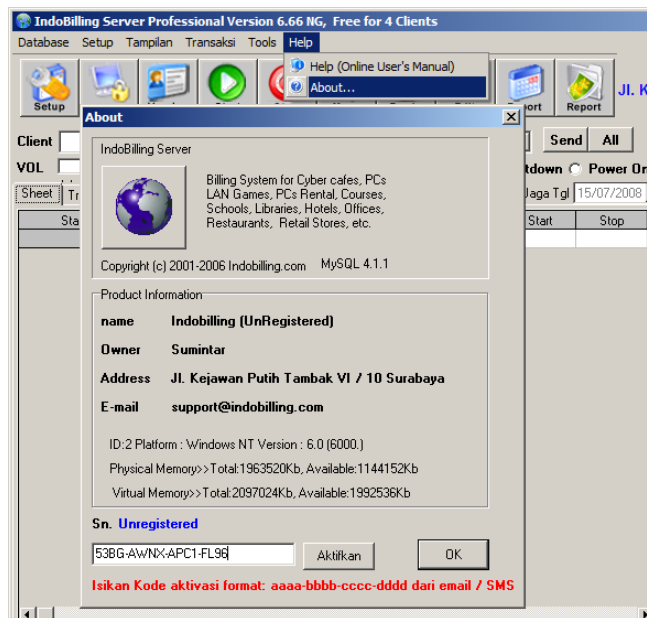 IndoBilling Server Professional Version 6.66 NG, Free for 4 Clients
Database Setup Tampilan Transaksi Tools Help
Help (Online User's Manual)
About...
Setup
Report
Jl. K
About
Client
Send All
IndoBilling Server
VOL
Power On
Billing System for Cyber cafes, PCs
LAN Games, PCs Rental, Courses,
Schools, Libraries, Hotels, Offices,
Restaurants, Retail Stores, etc.
Sheet
Jaga Tgl 15/07/2008
Start Stop
Copyright (c) 2001-2006 Indobilling.com MySQL 4.1.1
Product Information
name Indobilling (UnRegistered)
Owner Sumintar
Address Jl. Kejawan Putih Tambak VI / 10 Surabaya
E-mail support@indobilling.com
ID:2 Platform : Windows NT Version : 6.0 (6000.)
Physical Memory>>Total:1963520Kb, Available:1144152Kb
Virtual Memory>>Total:2097024Kb, Available:1992536Kb
Sn. Unregistered
53BG-AWNX-APC1-FL96
Aktifkan
OK
Isikan Kode aktivasi format: aaaa-bbbb-cccc-dddd dari email / SMS